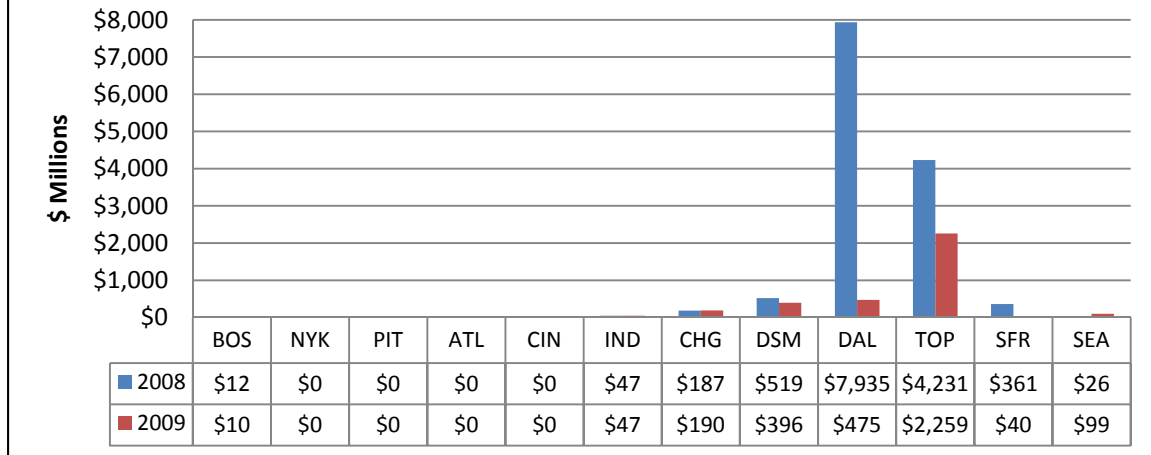 $8,000
$7,000
$6,000
$5,000
$4,000
$3,000
$2,000
$1,000
$0
$ Millions
BOS NYK PIT ATL CIN IND CHG DSM DAL TOP SFR SEA
2008 $12 $0 $0 $0 $0 $47 $187 $519 $7,935 $4,231 $361 $26
2009 $10 $0 $0 $0 $0 $47 $190 $396 $475 $2,259 $40 $99